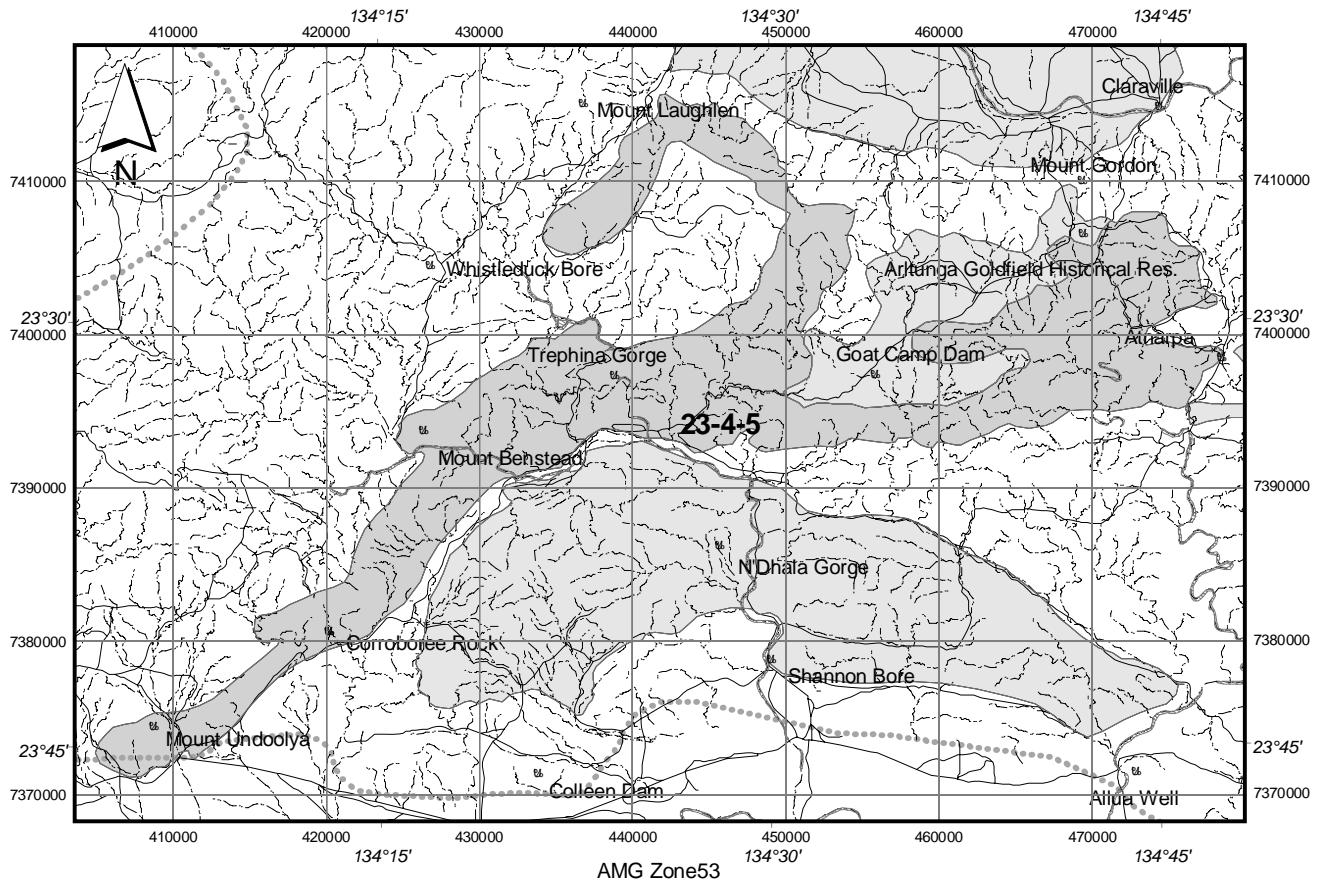 134°15' 134°30' 134°45'
410000 420000 430000 440000 450000 460000 470000
Claraville
Mount Laughlen
N
Mount Gordon
7410000 7410000
Whistleduck Bore
Arltunga Goldfield Historical Res.
23°30' 23°30'
7400000 7400000
Atnarpa
Trephina Gorge
Goat Camp Dam
23-4-5
Mount Benstead
7390000 7390000
N'Dhala Gorge
7380000 7380000
Corroboree Rock
Shannon Bore
Mount Undoolya
23°45' 23°45'
Colleen Dam
7370000 7370000
Allua Well
410000 420000 430000 440000 450000 460000 470000
134°15' 134°30' 134°45'
AMG Zone53